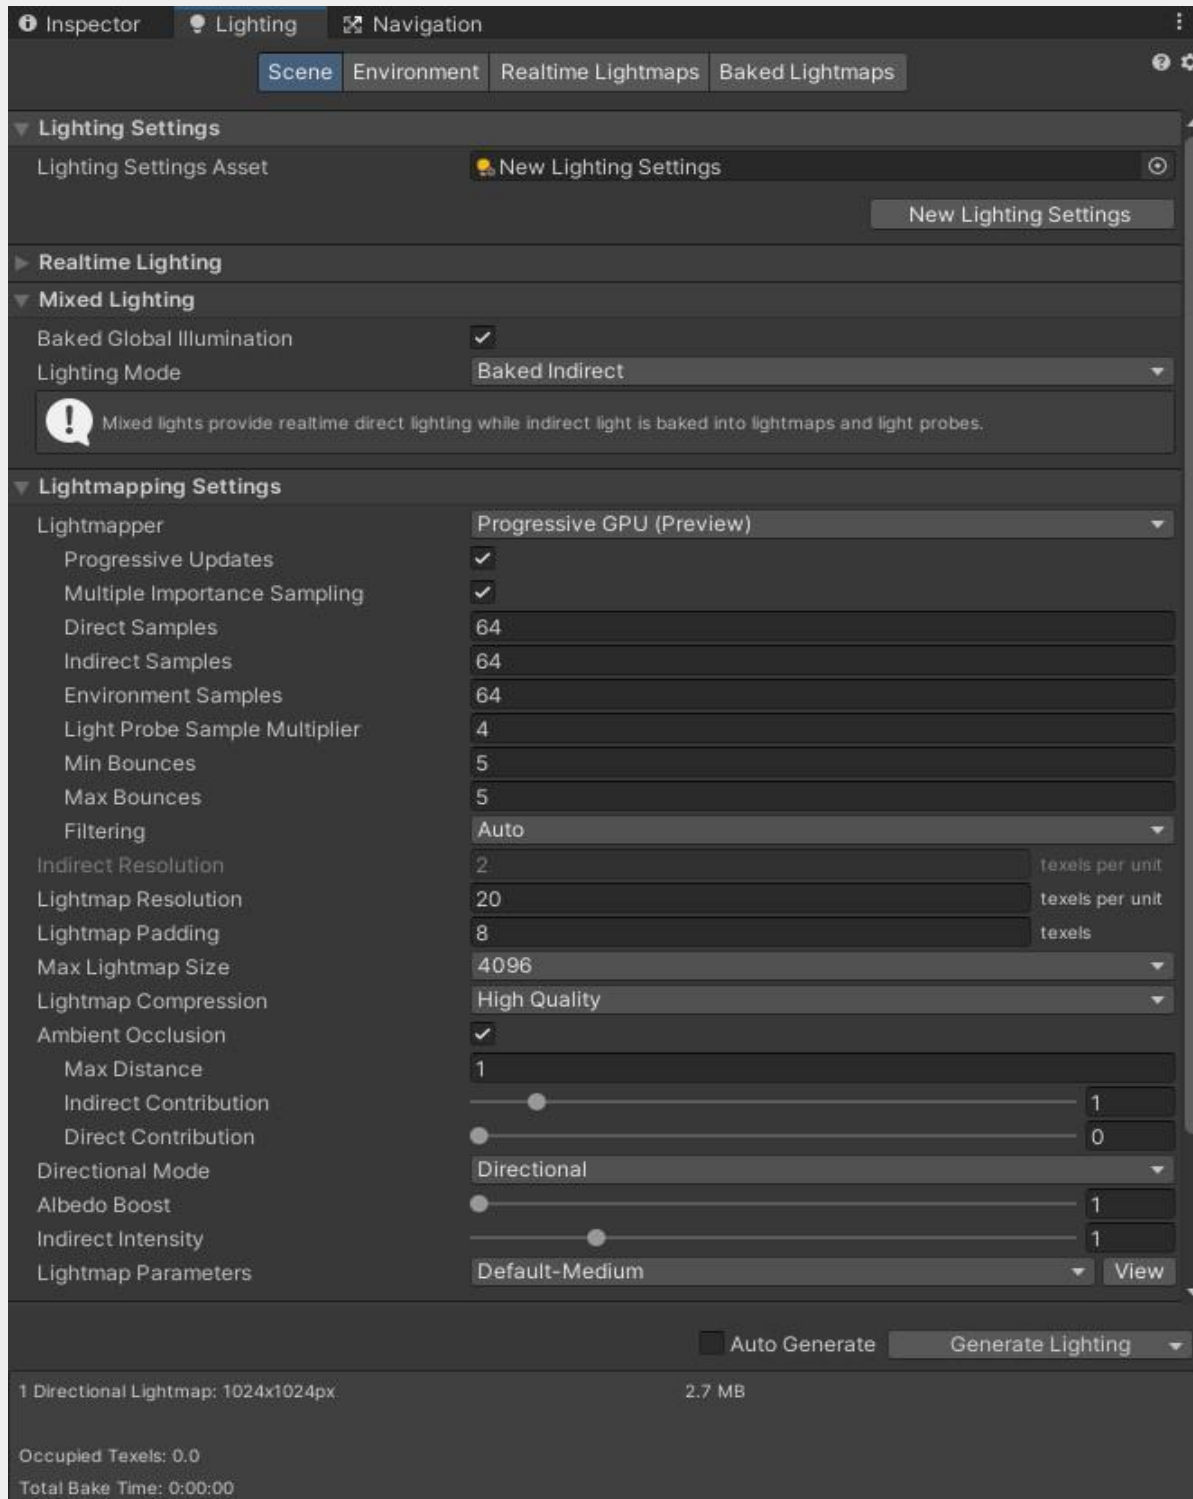 Inspector Lighting Navigation
Scene Environment Realtime Lightmaps Baked Lightmaps
Lighting Settings
Lighting Settings Asset New Lighting Settings
New Lighting Settings
Realtime Lighting
Mixed Lighting
Baked Global Illumination
Lighting Mode Baked Indirect
Mixed lights provide realtime direct lighting while indirect light is baked into lightmaps and light probes.
Lightmapping Settings
Lightmapper Progressive GPU (Preview)
Progressive Updates
Multiple Importance Sampling
Direct Samples 64
Indirect Samples 64
Environment Samples 64
Light Probe Sample Multiplier 4
Min Bounces 5
Max Bounces 5
Filtering Auto
Indirect Resolution 2 texels per unit
Lightmap Resolution 20 texels per unit
Lightmap Padding 8 texels
Max Lightmap Size 4096
Lightmap Compression High Quality
Ambient Occlusion
Max Distance 1
Indirect Contribution 1
Direct Contribution 0
Directional Mode Directional
Albedo Boost 1
Indirect Intensity 1
Lightmap Parameters Default-Medium View
Auto Generate Generate Lighting
1 Directional Lightmap: 1024x1024px 2.7 MB
Occupied Texels: 0.0
Total Bake Time: 0:00:00